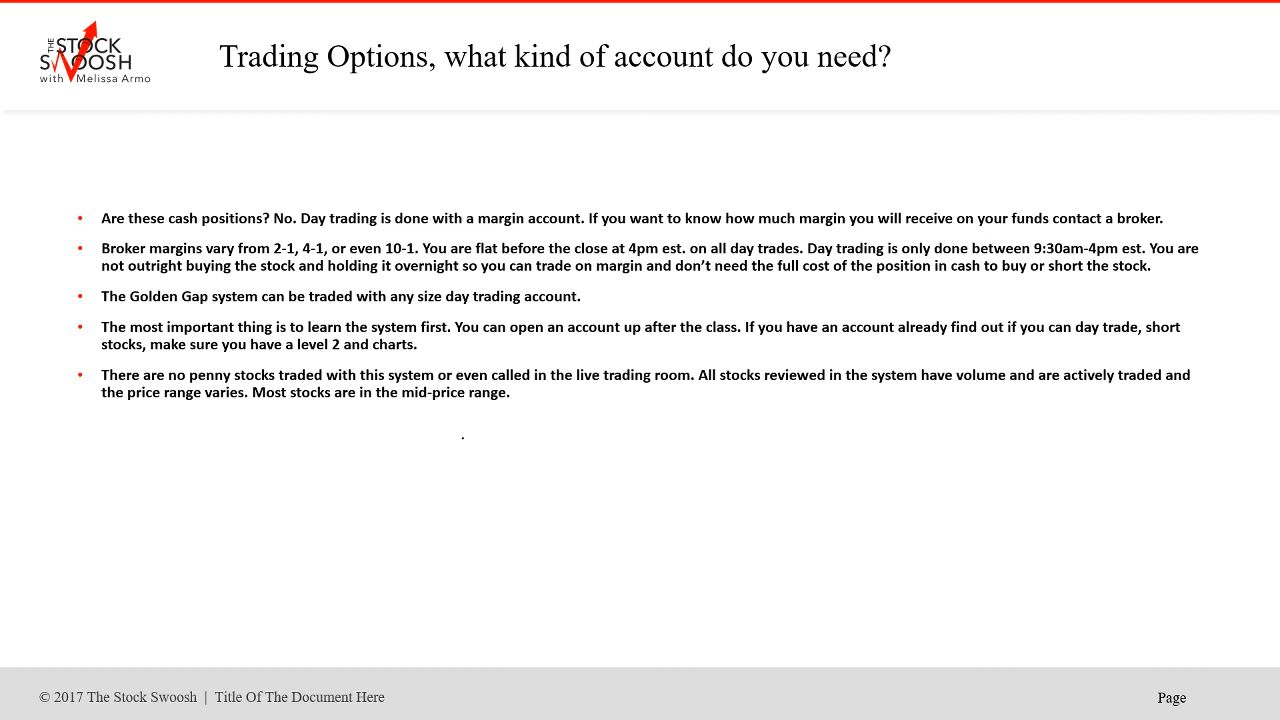 THE STOCK
SWOOSH
with Melissa Armo
Trading Options, what kind of account do you need?
• Are these cash positions? No. Day trading is done with a margin account. If you want to know how much margin you will receive on your funds contact a broker.
• Broker margins vary from 2-1, 4-1, or even 10-1. You are flat before the close at 4pm est. on all day trades. Day trading is only done between 9:30am-4pm est. You are
not outright buying the stock and holding it overnight so you can trade on margin and don’t need the full cost of the position in cash to buy or short the stock.
• The Golden Gap system can be traded with any size day trading account.
• The most important thing is to learn the system first. You can open an account up after the class. If you have an account already find out if you can day trade, short
stocks, make sure you have a level 2 and charts.
• There are no penny stocks traded with this system or even called in the live trading room. All stocks reviewed in the system have volume and are actively traded and
the price range varies. Most stocks are in the mid-price range.
.
© 2017 The Stock Swoosh | Title Of The Document Here
Page